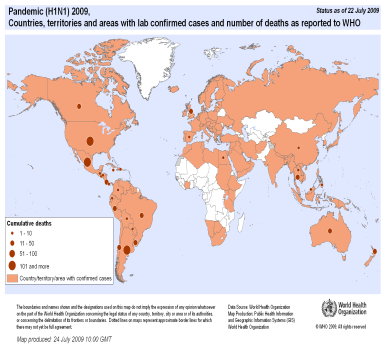 Pandemic (H1N1) 2009,
Status as of 22 July 2009
Countries, territories and areas with lab confirmed cases and number of deaths as reported to WHO
Cumulative deaths
1 - 10
11 - 50
51 - 100
101 and more
Country/territory/area with confirmed cases
The boundaries and names shown and the designations used on this map do not imply the expression of any opinion whatsoever
on the part of the World Health Organization concerning the legal status of any country, territory, city or area or of its authorities,
or concerning the delimitation of its frontiers or boundaries. Dotted lines on maps represent approximate border lines for which
there may not yet be full agreement.
Data Source: World Health Organization
Map Production: Public Health Information
and Geographic Information Systems (GIS)
World Health Organization
World Health
Organization
© WHO 2009. All rights reserved
Map produced: 24 July 2009 10:00 GMT